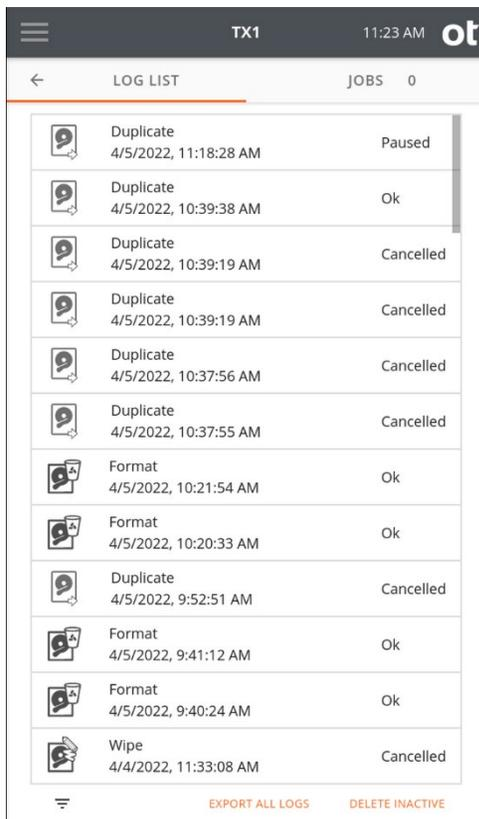 TX1 11:23 AM ot
LOG LIST JOBS 0
Duplicate
4/5/2022, 11:18:28 AM
Paused
Duplicate
4/5/2022, 10:39:38 AM
Ok
Duplicate
4/5/2022, 10:39:19 AM
Cancelled
Duplicate
4/5/2022, 10:39:19 AM
Cancelled
Duplicate
4/5/2022, 10:37:56 AM
Cancelled
Duplicate
4/5/2022, 10:37:55 AM
Cancelled
Format
4/5/2022, 10:21:54 AM
Ok
Format
4/5/2022, 10:20:33 AM
Ok
Duplicate
4/5/2022, 9:52:51 AM
Cancelled
Format
4/5/2022, 9:41:12 AM
Ok
Format
4/5/2022, 9:40:24 AM
Ok
Wipe
4/4/2022, 11:33:08 AM
Cancelled
EXPORT ALL LOGS DELETE INACTIVE